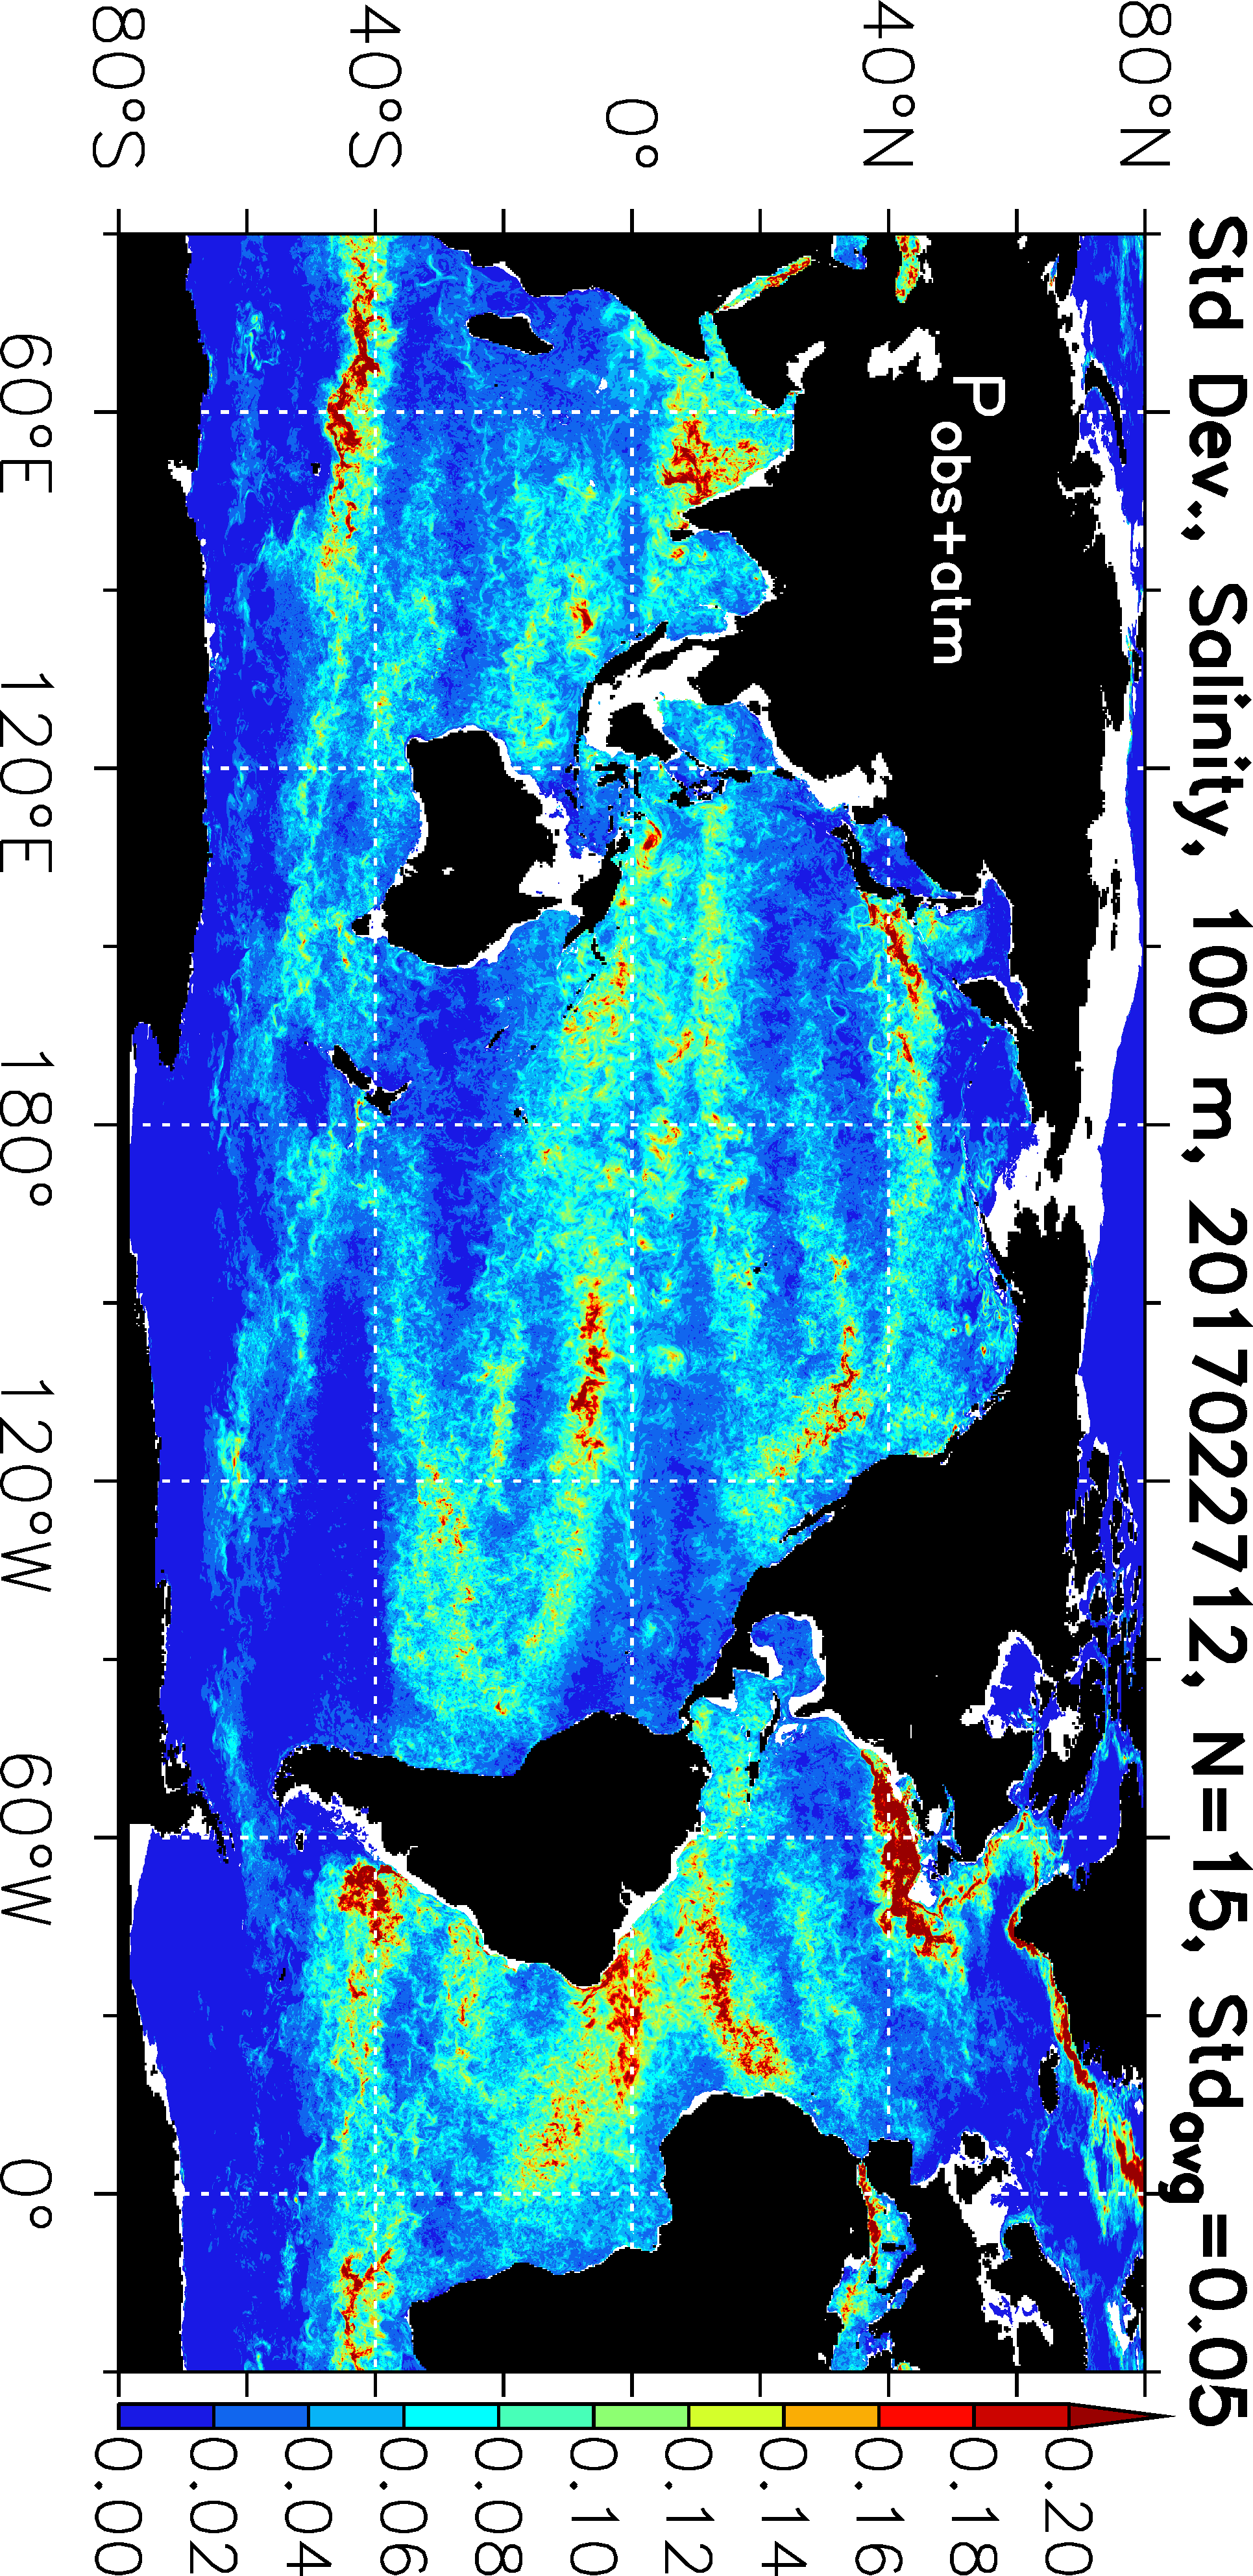 Std Dev., Salinity, 100 m, 2017022712, N=15, Std_avg=0.05
80°N
40°N
0°
40°S
80°S
P obs+atm
60°E
120°E
180°
120°W
60°W
0°
0.00
0.02
0.04
0.06
0.08
0.10
0.12
0.14
0.16
0.18
0.20